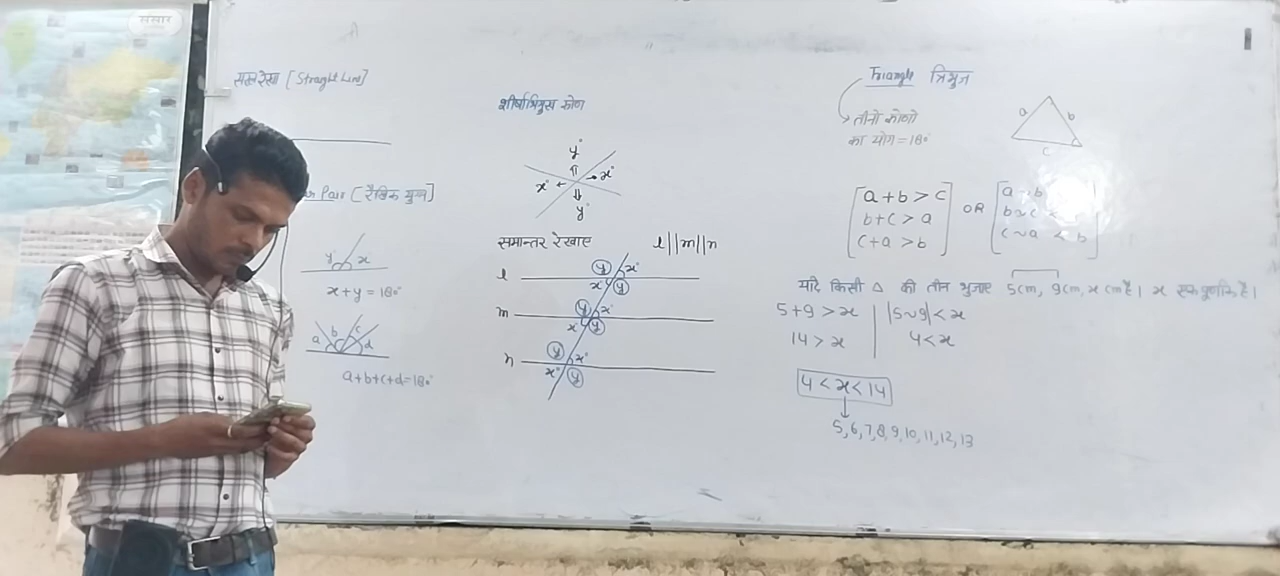 संसार
सरल रेखा [Straight Line]
Pair [रैखिक युग्म]
y x
x + y = 180°
a b c d
a+b+c+d=180°
शीर्षाभिमुख कोण
y°
x° x°
y°
समान्तर रेखाए l||m||n
l y x°
x° y
m y x°
x y
n y x°
x° y
Triangle त्रिभुज
तीनो कोणो
का योग = 180°
a b
c
a + b > c
b + c > a
c + a > b
OR
a ~ b
b ~ c <
c ~ a < b
यदि किसी △ की तीन भुजाए 5cm, 9cm, x cm है। x एक पूर्णांक है।
5 + 9 > x |5 ~ 9| < x
14 > x 4 < x
4 < x < 14
5, 6, 7, 8, 9, 10, 11, 12, 13